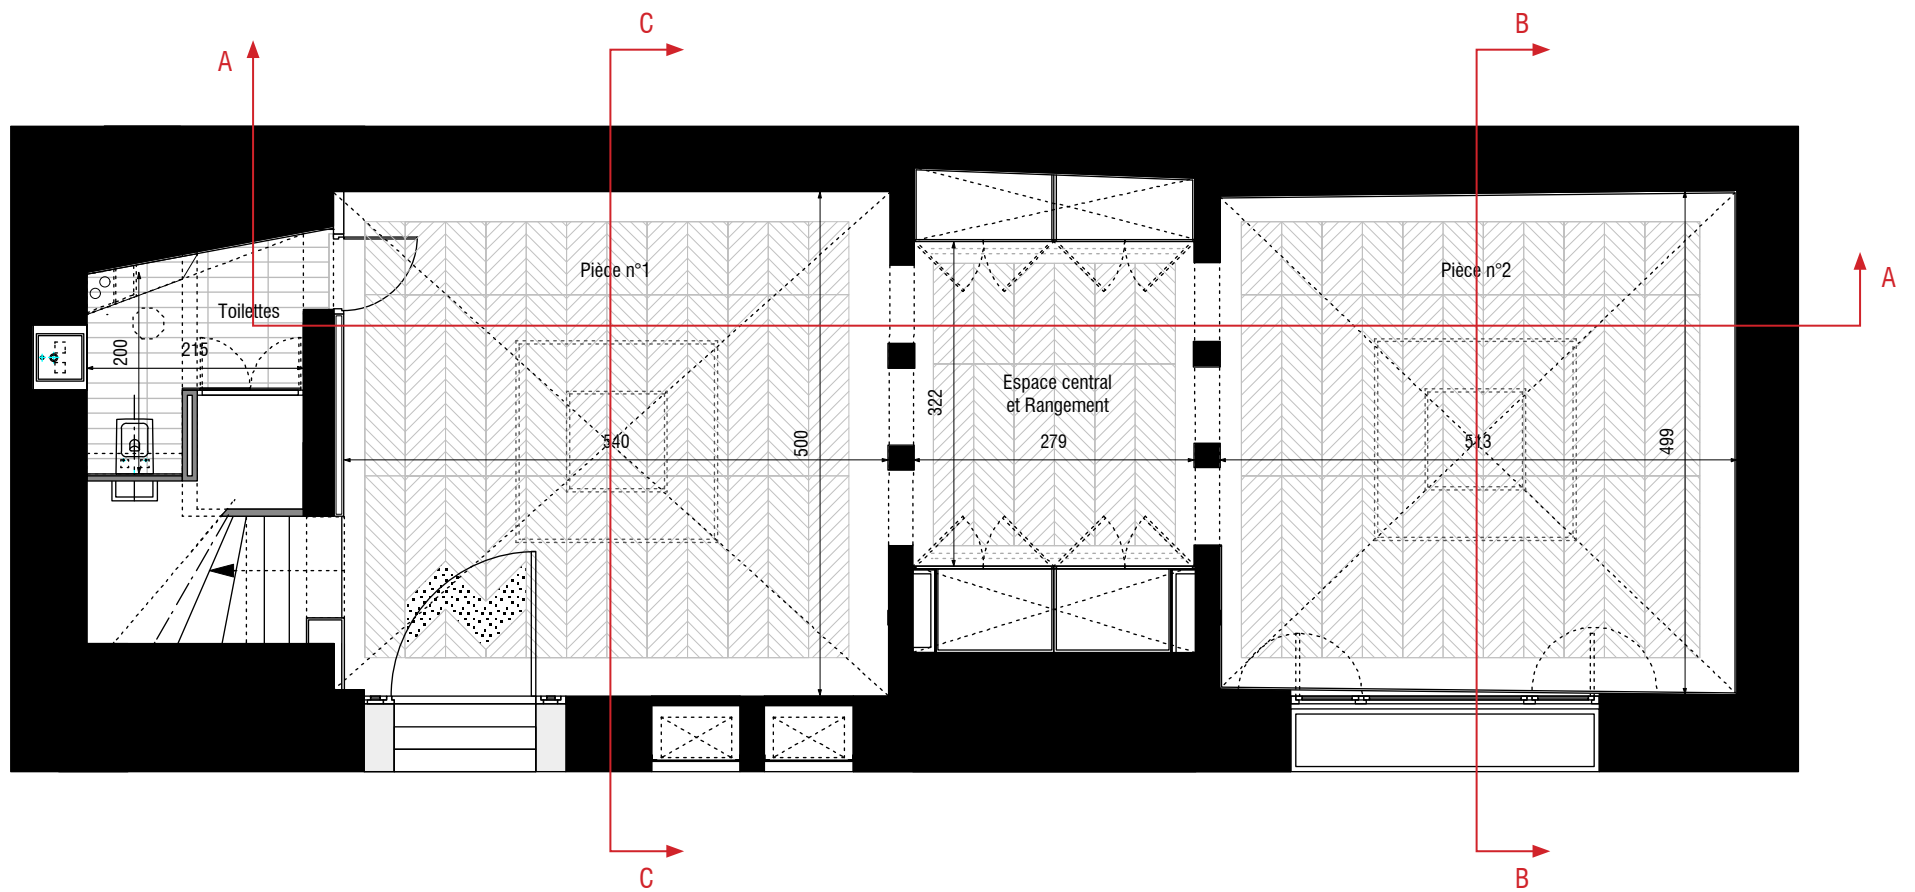 C
B
A
Pièce n°1
Pièce n°2
A
Toilettes
200
215
Espace central
et Rangement
322
279
540
500
513
499
C
B